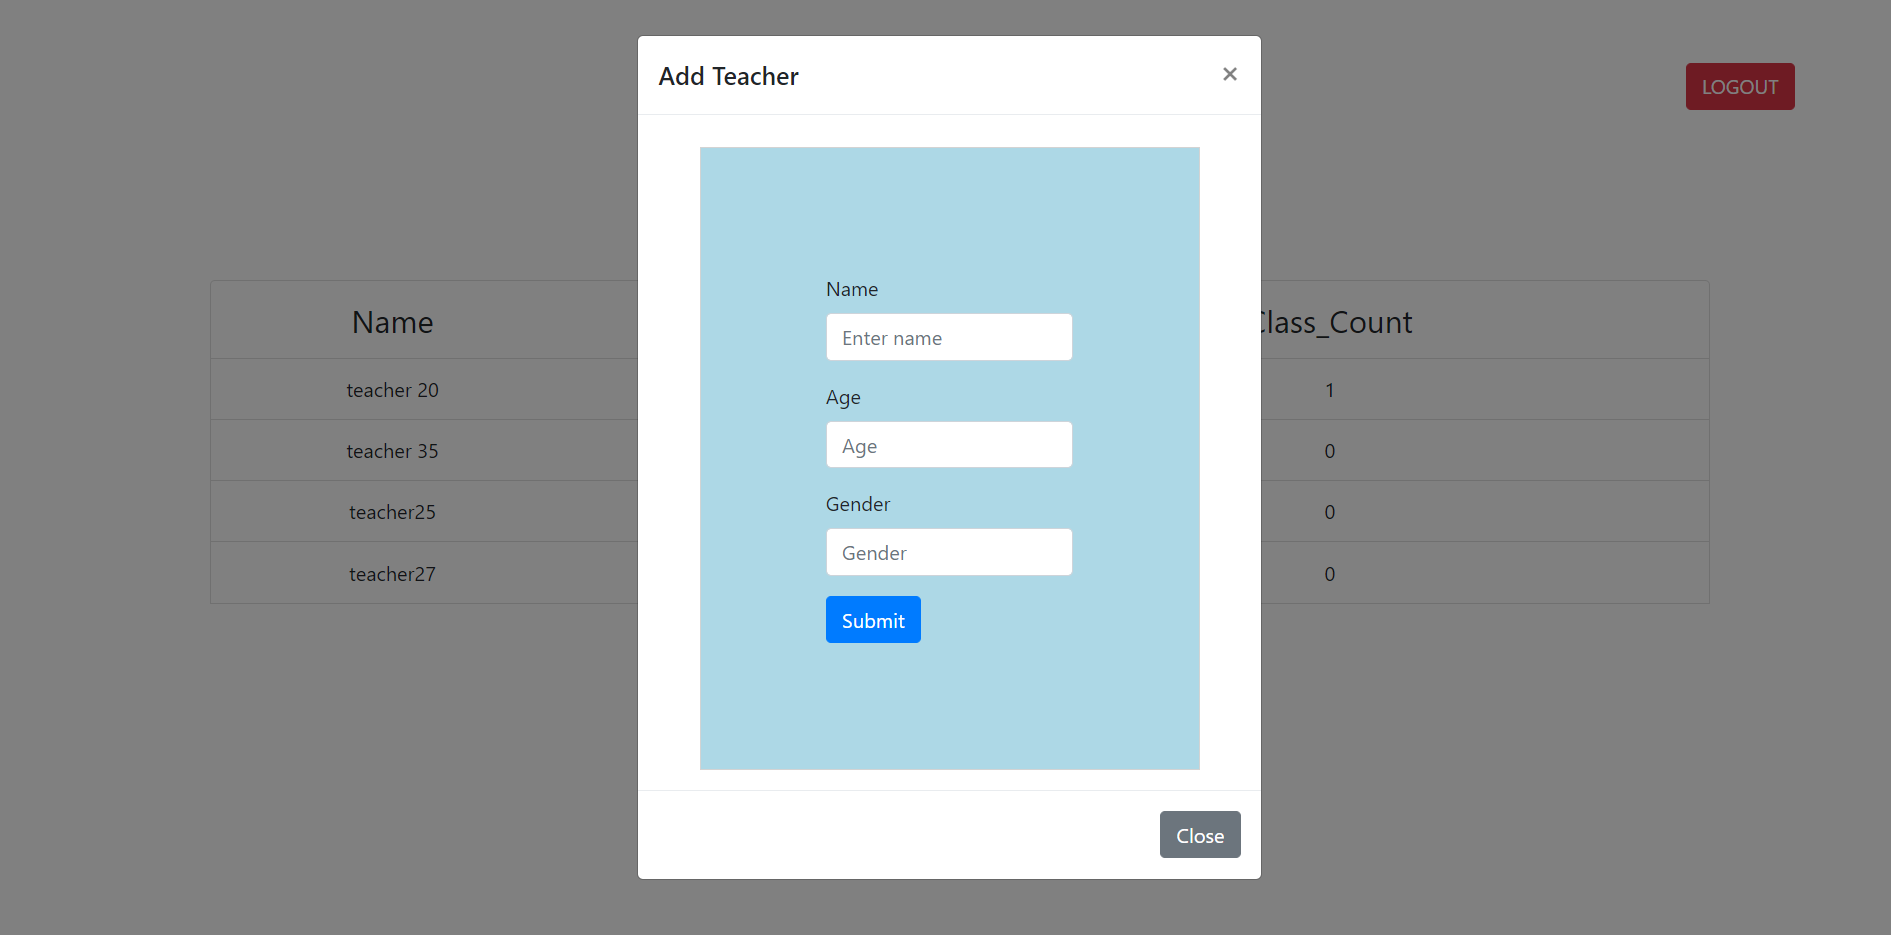 Add Teacher ×
LOGOUT
Name
Enter name
Age
Age
Gender
Gender
Submit
Close
Name Class_Count
teacher 20 1
teacher 35 0
teacher25 0
teacher27 0